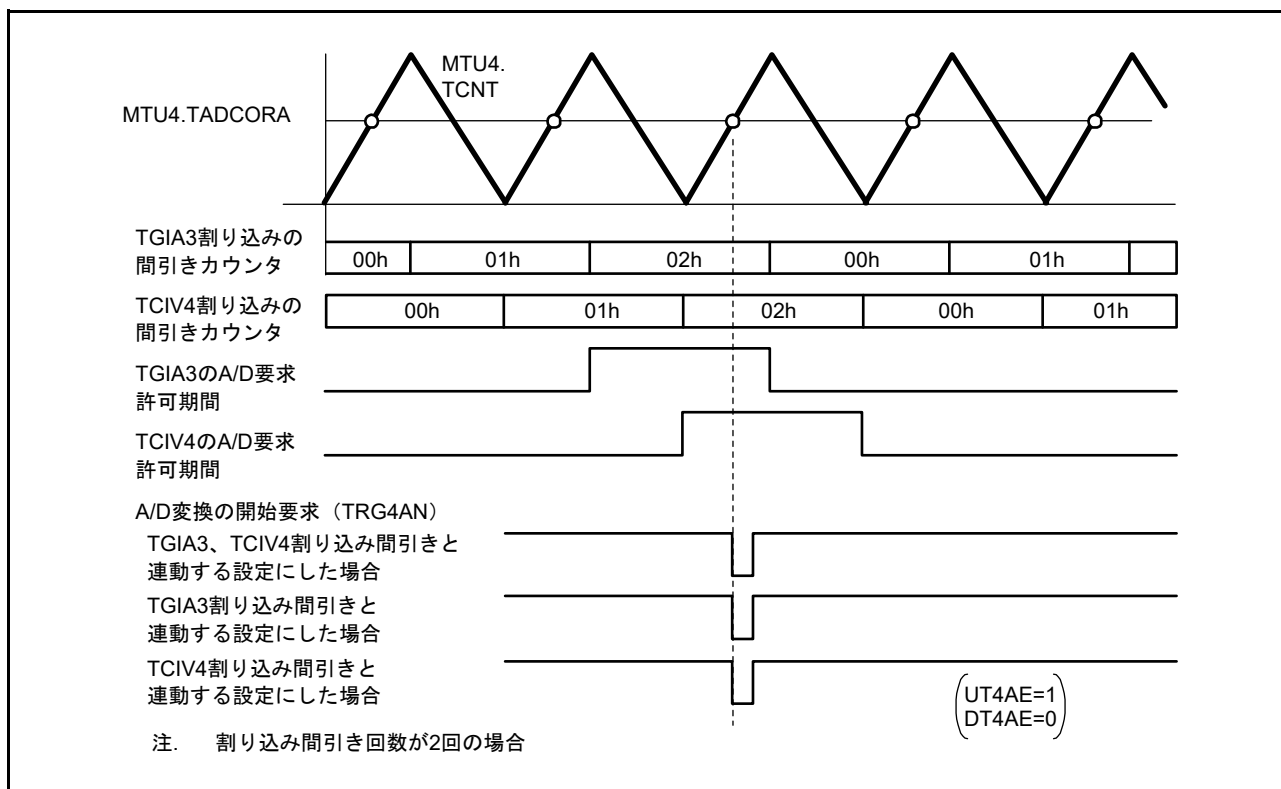 MTU4.
TCNT
MTU4.TADCORA
TGIA3割り込みの
間引きカウンタ
00h 01h 02h 00h 01h
TCIV4割り込みの
間引きカウンタ
00h 01h 02h 00h 01h
TGIA3のA/D要求
許可期間
TCIV4のA/D要求
許可期間
A/D変換の開始要求（TRG4AN）
TGIA3、TCIV4割り込み間引きと
連動する設定にした場合
TGIA3割り込み間引きと
連動する設定にした場合
TCIV4割り込み間引きと
連動する設定にした場合
UT4AE=1
DT4AE=0
注. 割り込み間引き回数が2回の場合